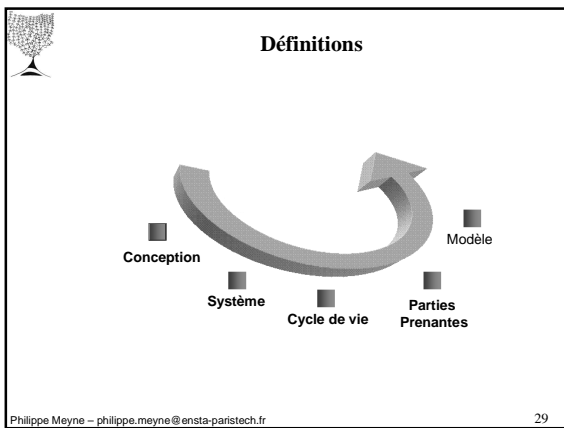 Définitions
Conception
Système
Cycle de vie
Parties
Prenantes
Modèle
Philippe Meyne – philippe.meyne@ensta-paristech.fr
29